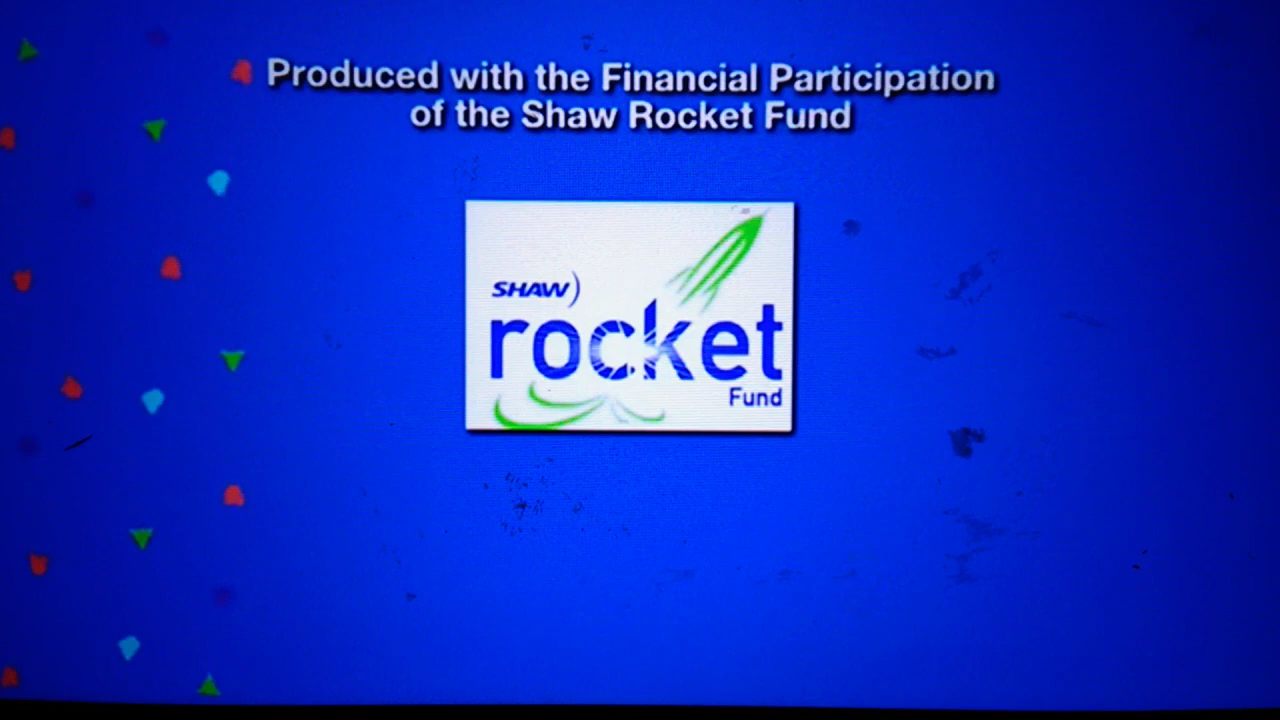 Produced with the Financial Participation
of the Shaw Rocket Fund
SHAW)
rocket
Fund